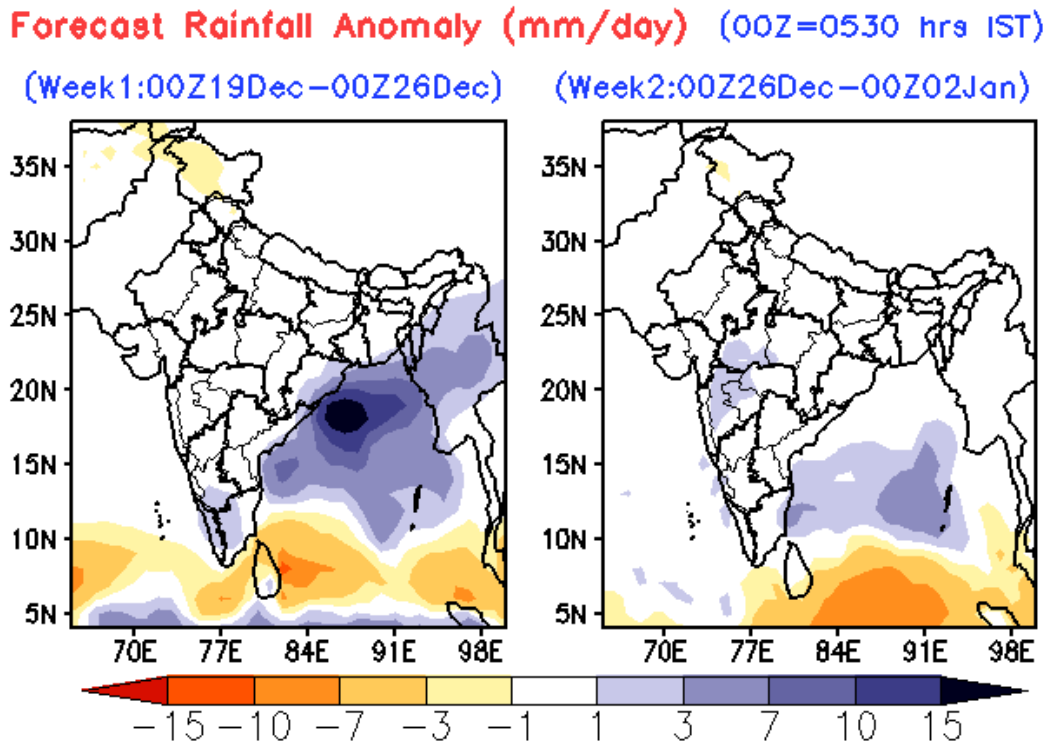 Forecast Rainfall Anomaly (mm/day) (00Z=0530 hrs IST)
(Week1:00Z19Dec-00Z26Dec) (Week2:00Z26Dec-00Z02Jan)
35N 35N
30N 30N
25N 25N
20N 20N
15N 15N
10N 10N
5N 5N
70E 77E 84E 91E 98E 70E 77E 84E 91E 98E
-15 -10 -7 -3 -1 1 3 7 10 15